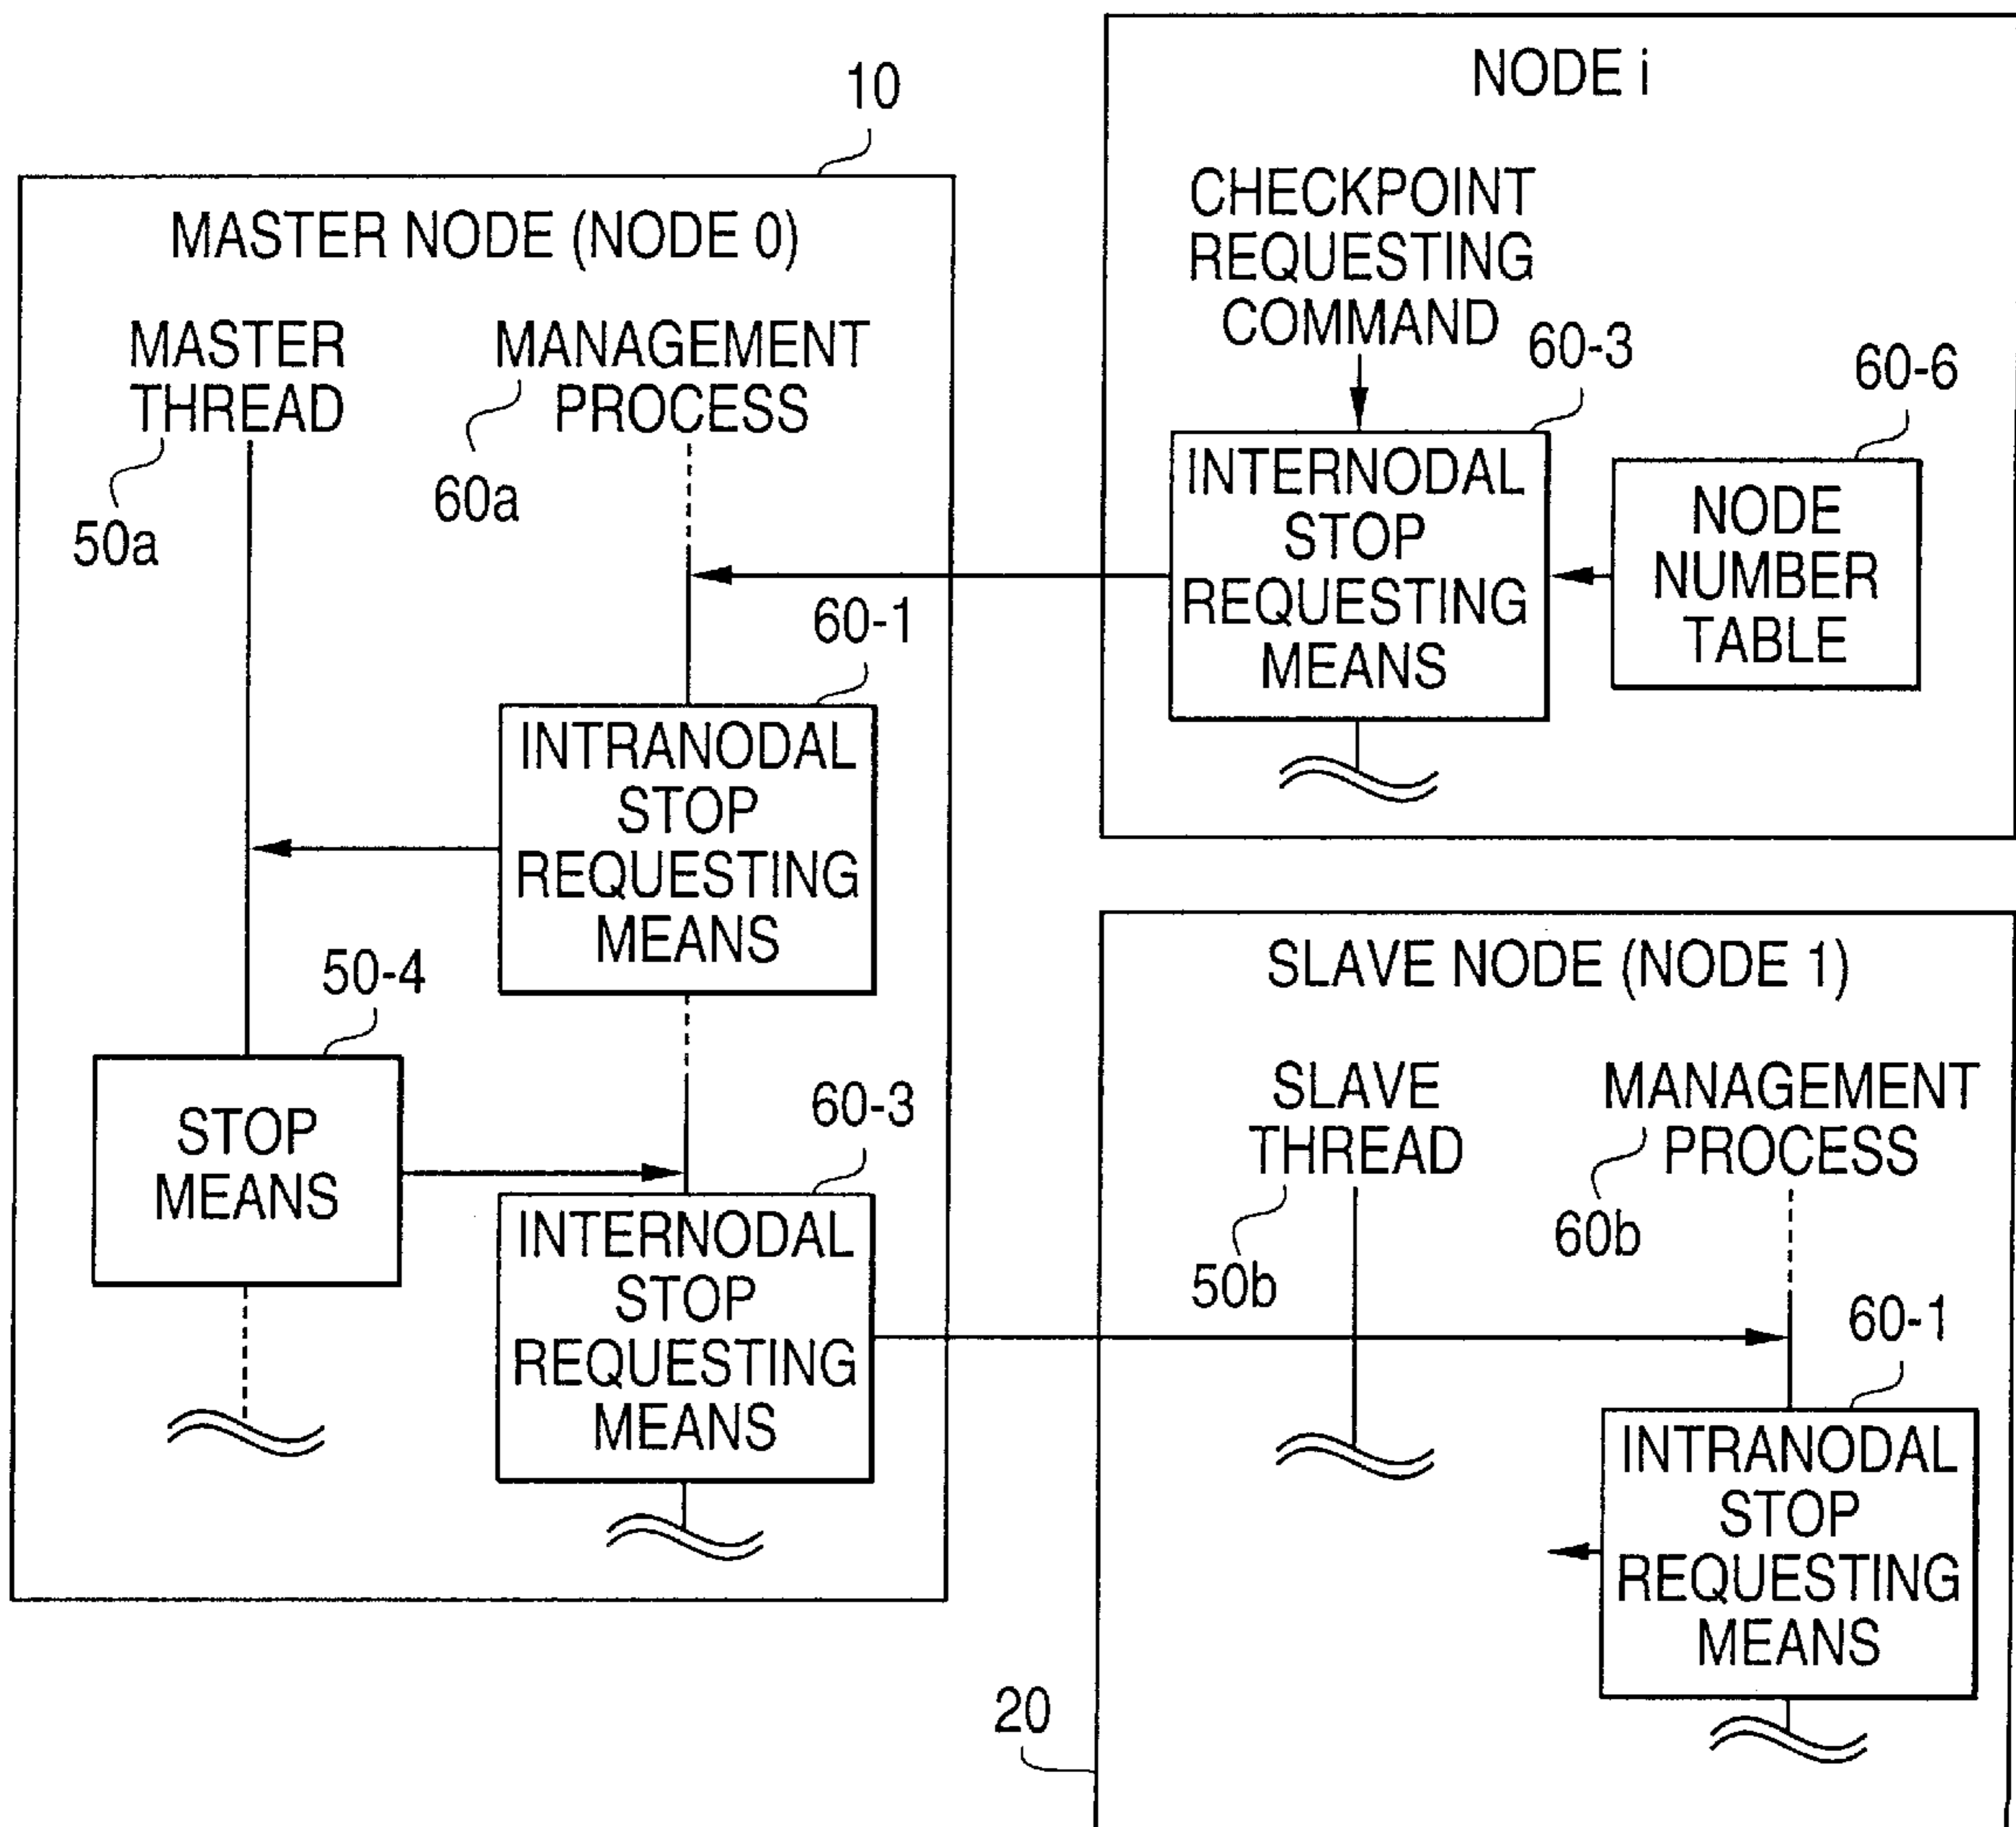 10
MASTER NODE (NODE 0)
MASTER
THREAD
50a
MANAGEMENT
PROCESS
60a
60-1
INTRANODAL
STOP
REQUESTING
MEANS
50-4
STOP
MEANS
60-3
INTERNODAL
STOP
REQUESTING
MEANS
NODE i
CHECKPOINT
REQUESTING
COMMAND
60-3
INTERNODAL
STOP
REQUESTING
MEANS
60-6
NODE
NUMBER
TABLE
SLAVE NODE (NODE 1)
SLAVE
THREAD
50b
MANAGEMENT
PROCESS
60b
60-1
INTRANODAL
STOP
REQUESTING
MEANS
20